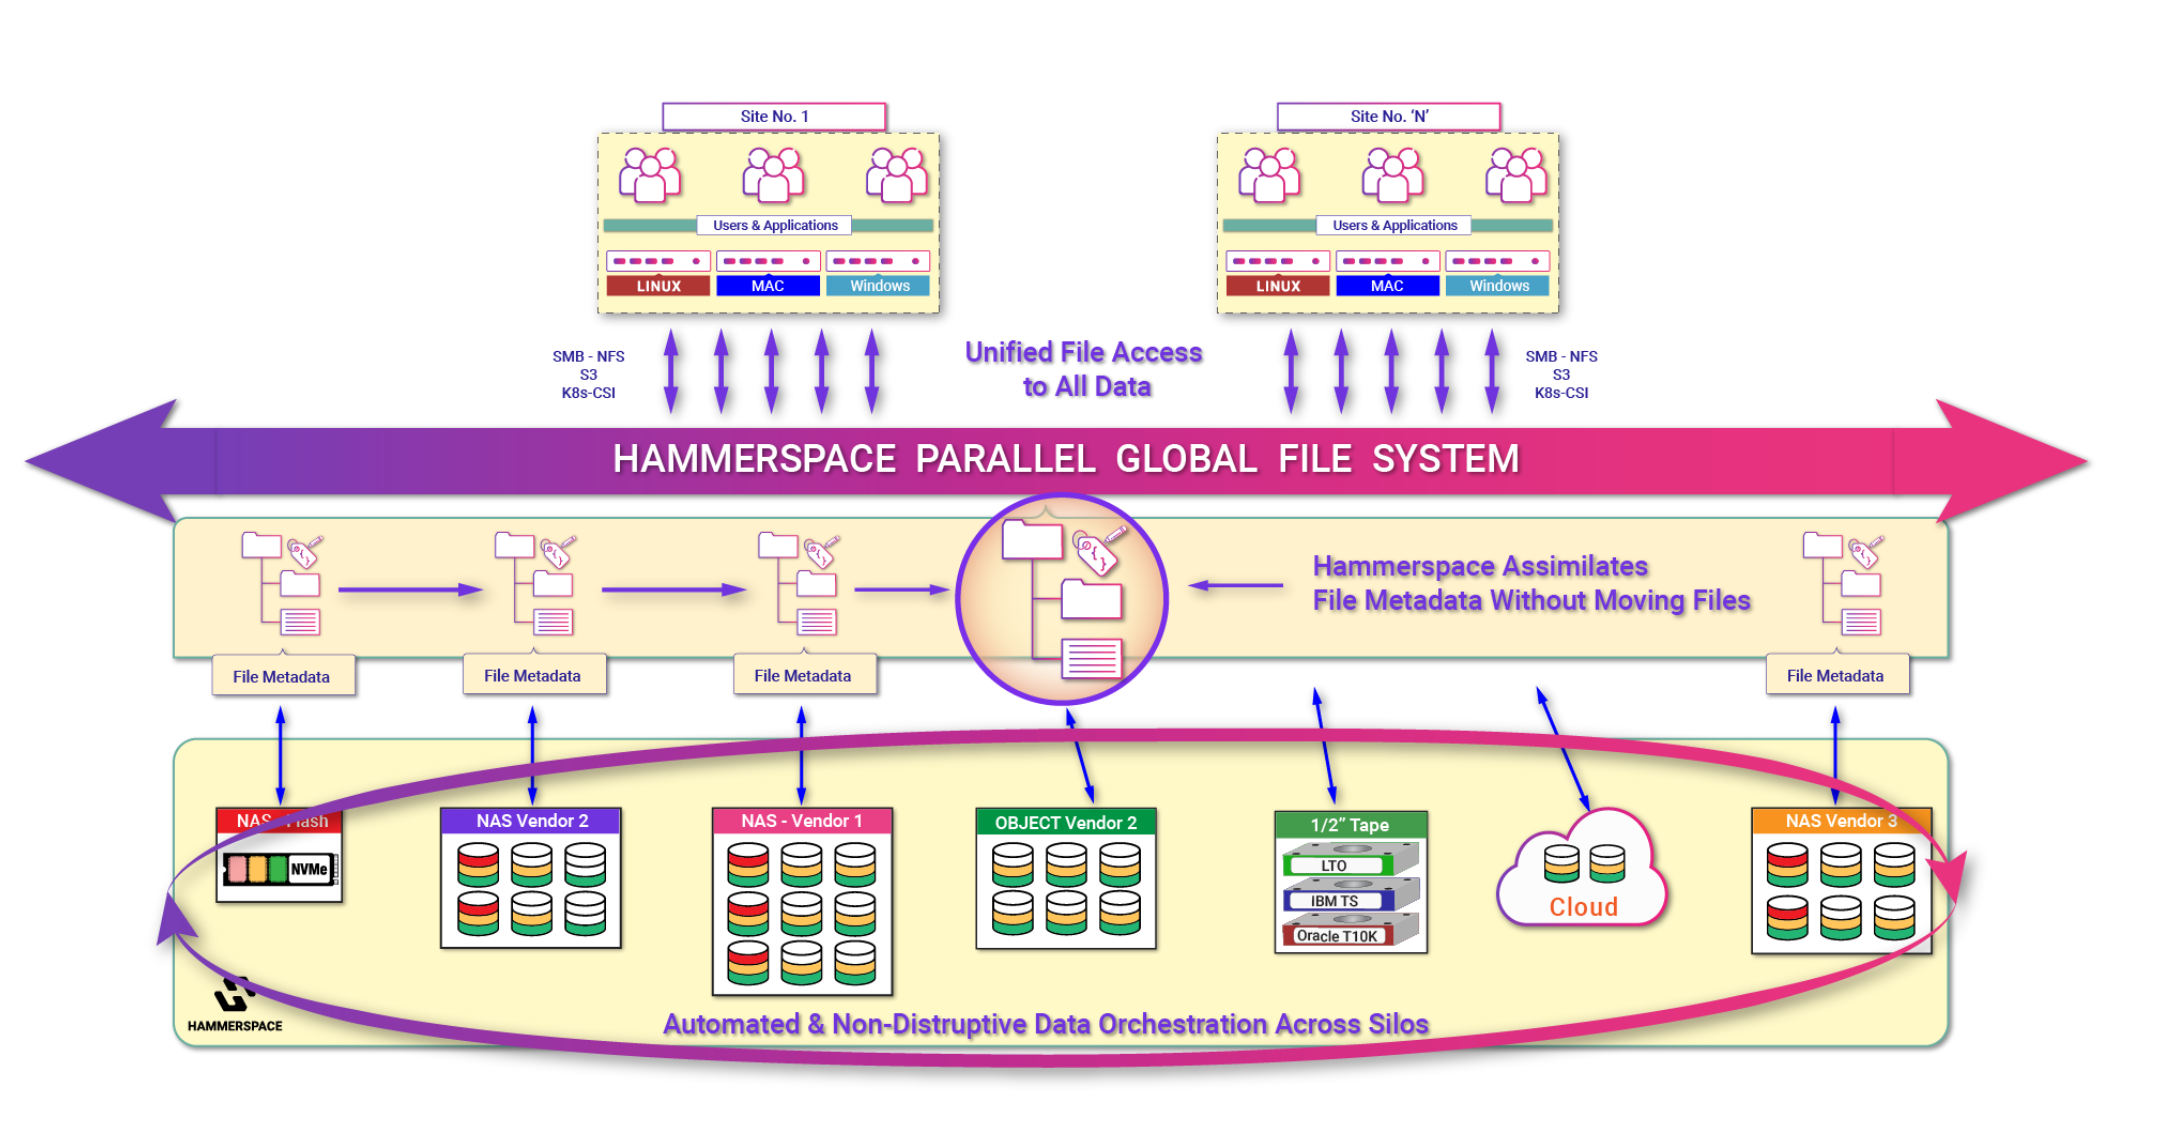 Site No. 1
Site No. ‘N’
Users & Applications
Users & Applications
LINUX
MAC
Windows
LINUX
MAC
Windows
SMB - NFS
S3
K8s-CSI
Unified File Access
to All Data
SMB - NFS
S3
K8s-CSI
HAMMERSPACE PARALLEL GLOBAL FILE SYSTEM
Hammerspace Assimilates
File Metadata Without Moving Files
File Metadata
File Metadata
File Metadata
File Metadata
NAS - Flash
NVMe
NAS Vendor 2
NAS - Vendor 1
OBJECT Vendor 2
1/2” Tape
LTO
IBM TS
Oracle T10K
Cloud
NAS Vendor 3
HAMMERSPACE
Automated & Non-Distruptive Data Orchestration Across Silos